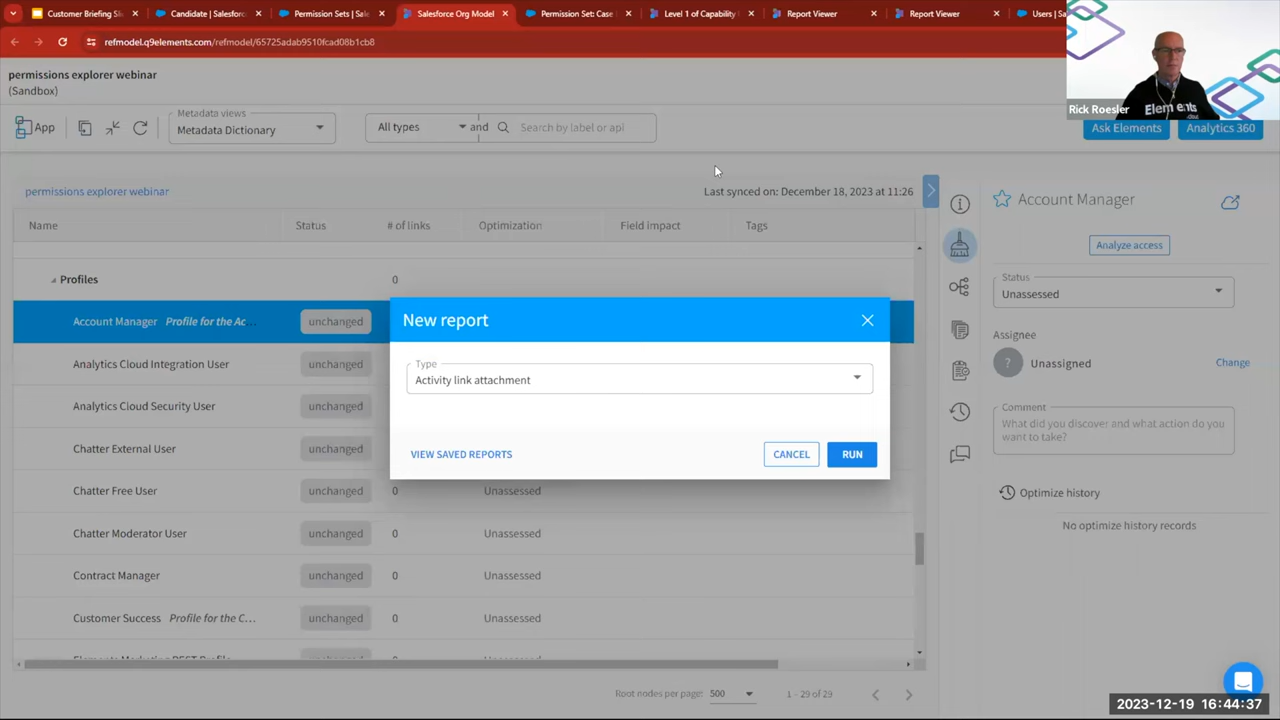 Customer Briefing Sli
Candidate | Salesforc
Permission Sets | Sale
Salesforce Org Model
Permission Set: Case
Level 1 of Capability
Report Viewer
Report Viewer
Users | Sa
refmodel.q9elements.com/refmodel/65725adab9510fcad08b1cb8
permissions explorer webinar
(Sandbox)
Rick Roesler
Elements
App
Metadata views
Metadata Dictionary
All types
and
Search by label or api
Ask Elements
Analytics 360
permissions explorer webinar
Last synced on: December 18, 2023 at 11:26
Account Manager
Name
Status
# of links
Optimization
Field impact
Tags
Analyze access
Profiles
0
Status
Unassessed
Account Manager Profile for the Ac...
unchanged
New report
Assignee
Unassigned
Change
Analytics Cloud Integration User
unchanged
Type
Activity link attachment
Analytics Cloud Security User
unchanged
Comment
What did you discover and what action do you
want to take?
Chatter External User
unchanged
VIEW SAVED REPORTS
CANCEL
RUN
Chatter Free User
unchanged
0
Unassessed
Optimize history
No optimize history records
Chatter Moderator User
unchanged
0
Unassessed
Contract Manager
unchanged
0
Unassessed
Customer Success Profile for the C...
unchanged
0
Unassessed
Elements Marketing REST Profile
Root nodes per page:
500
1 - 29 of 29
2023-12-19 16:44:37